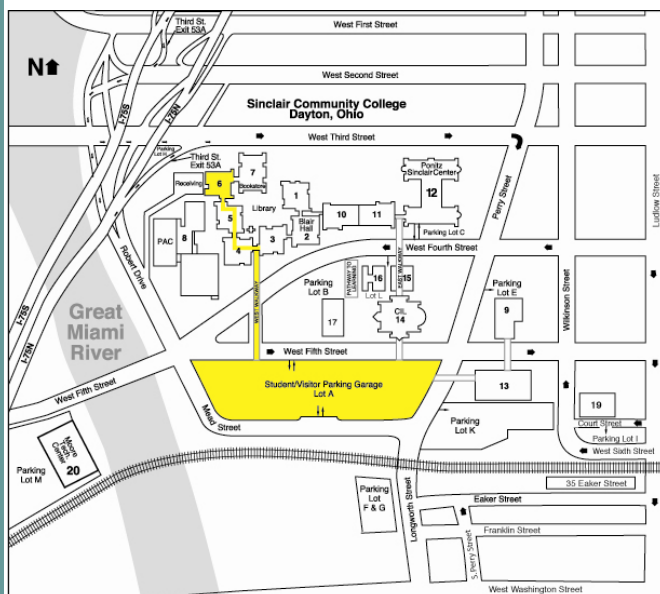 Third St.
Exit 53A
West First Street
N
West Second Street
I-75S
I-75N
Sinclair Community College
Dayton, Ohio
West Third Street
Parking
Lot H
Third St.
Exit 53A
7
Bookstore
Ponitz
Sinclair Center
12
Receiving
6
1
Library
Perry Street
Ludlow Street
5
Blair
Hall
2
10
11
Parking Lot C
PAC
8
4
3
West Fourth Street
Robert Drive
WEST WALKWAY
Parking
Lot B
PATHWAY TO
LEARNING
16
Lot L
EAST WALKWAY
15
Parking
Lot E
Wilkinson Street
9
Great
Miami
River
I-75S
I-75N
17
CIL
14
West Fifth Street
Student/Visitor Parking Garage
Lot A
13
West Fifth Street
Mead
Street
19
Court Street
Parking
Lot K
Parking Lot I
West Sixth Street
Moore
Tech
Center
20
Parking
Lot M
Parking
Lot
F & G
Longworth Street
35 Eaker Street
Eaker Street
Franklin Street
S. Perry Street
West Washington Street